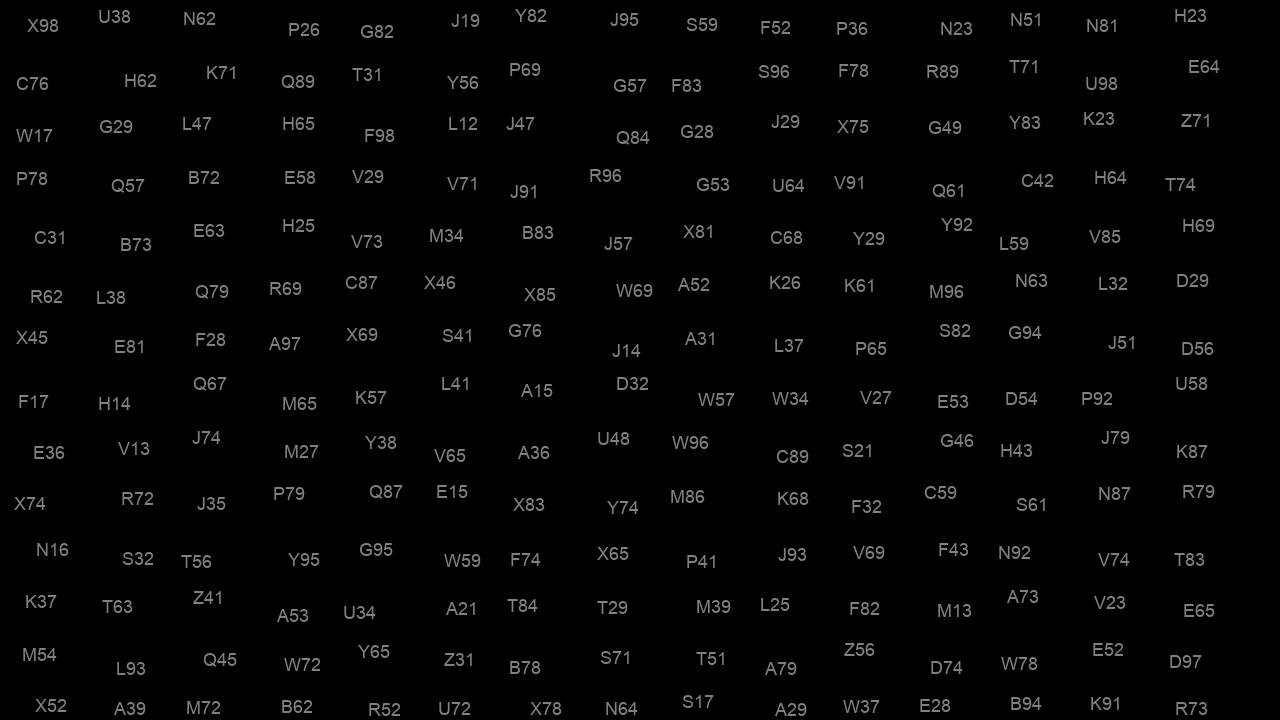 X98 U38 N62 P26 G82 J19 Y82 J95 S59 F52 P36 N23 N51 N81 H23
C76 H62 K71 Q89 T31 Y56 P69 G57 F83 S96 F78 R89 T71 U98 E64
W17 G29 L47 H65 F98 L12 J47 Q84 G28 J29 X75 G49 Y83 K23 Z71
P78 Q57 B72 E58 V29 V71 J91 R96 G53 U64 V91 Q61 C42 H64 T74
C31 B73 E63 H25 V73 M34 B83 J57 X81 C68 Y29 Y92 L59 V85 H69
R62 L38 Q79 R69 C87 X46 X85 W69 A52 K26 K61 M96 N63 L32 D29
X45 E81 F28 A97 X69 S41 G76 J14 A31 L37 P65 S82 G94 J51 D56
F17 H14 Q67 M65 K57 L41 A15 D32 W57 W34 V27 E53 D54 P92 U58
E36 V13 J74 M27 Y38 V65 A36 U48 W96 C89 S21 G46 H43 J79 K87
X74 R72 J35 P79 Q87 E15 X83 Y74 M86 K68 F32 C59 S61 N87 R79
N16 S32 T56 Y95 G95 W59 F74 X65 P41 J93 V69 F43 N92 V74 T83
K37 T63 Z41 A53 U34 A21 T84 T29 M39 L25 F82 M13 A73 V23 E65
M54 L93 Q45 W72 Y65 Z31 B78 S71 T51 A79 Z56 D74 W78 E52 D97
X52 A39 M72 B62 R52 U72 X78 N64 S17 A29 W37 E28 B94 K91 R73